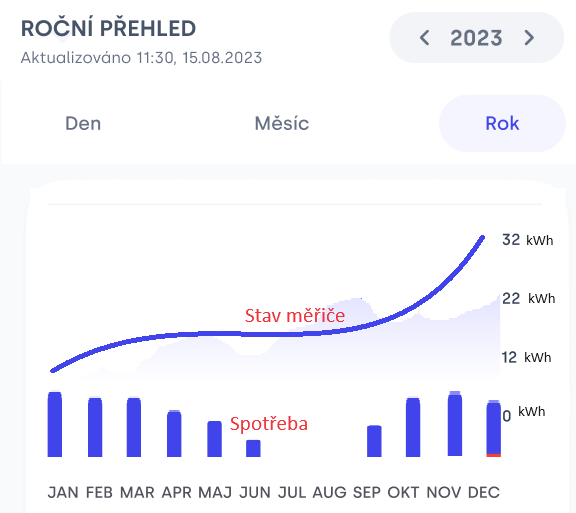 ROČNÍ PŘEHLED
Aktualizováno 11:30, 15.08.2023
2023
Den Měsíc Rok
32 kWh
22 kWh
Stav měřiče
12 kWh
0 kWh
Spotřeba
JAN FEB MAR APR MAJ JUN JUL AUG SEP OKT NOV DEC